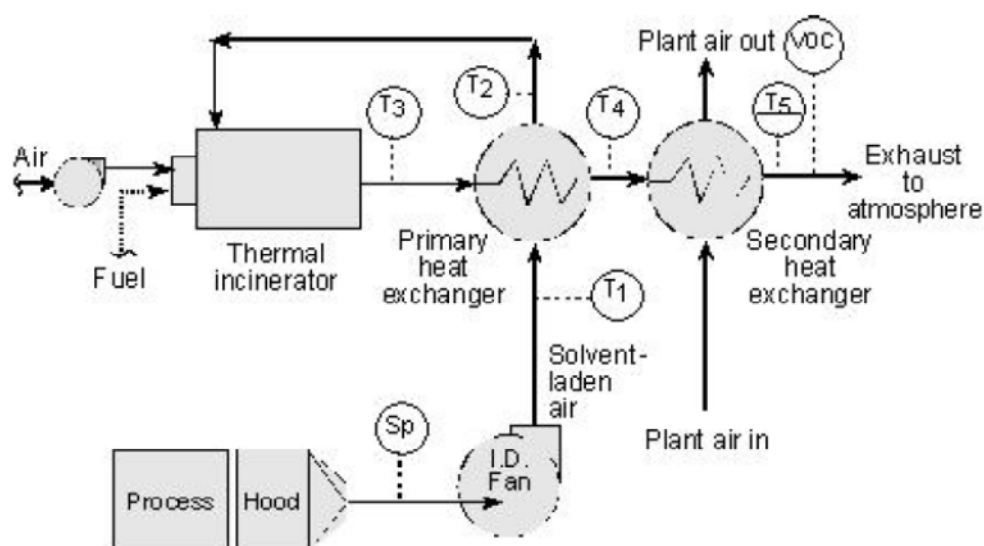 Plant air out
VOC
T2
T4
T5
T3
Air
Exhaust
to
atmosphere
Fuel
Thermal
incinerator
Primary
heat
exchanger
Secondary
heat
exchanger
T1
Solvent-
laden
air
Plant air in
Sp
I.D.
Fan
Process
Hood